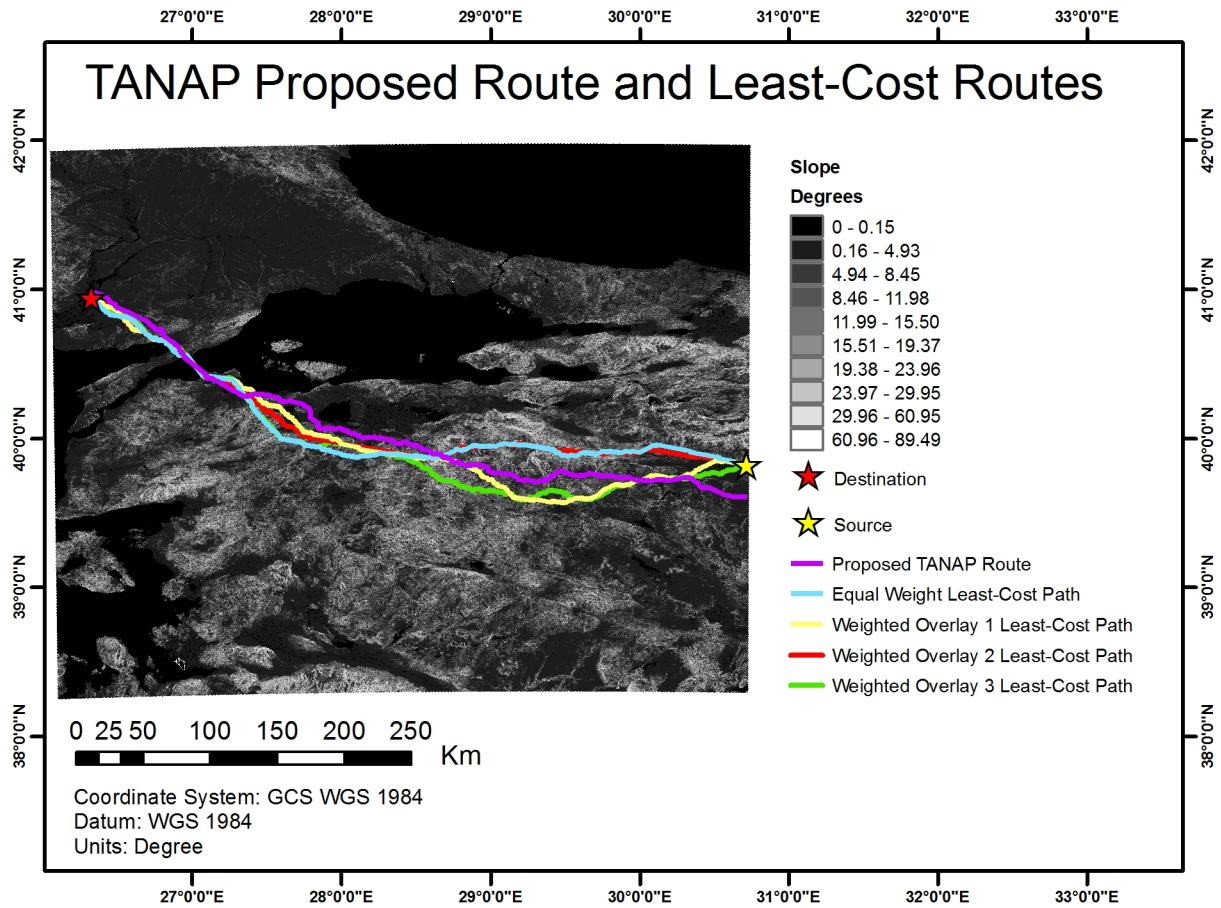 27°0'0"E 28°0'0"E 29°0'0"E 30°0'0"E 31°0'0"E 32°0'0"E 33°0'0"E
TANAP Proposed Route and Least-Cost Routes
42°0'0"N
42°0'0"N
41°0'0"N
41°0'0"N
40°0'0"N
40°0'0"N
39°0'0"N
39°0'0"N
38°0'0"N
38°0'0"N
Slope
Degrees
0 - 0.15
0.16 - 4.93
4.94 - 8.45
8.46 - 11.98
11.99 - 15.50
15.51 - 19.37
19.38 - 23.96
23.97 - 29.95
29.96 - 60.95
60.96 - 89.49
Destination
Source
Proposed TANAP Route
Equal Weight Least-Cost Path
Weighted Overlay 1 Least-Cost Path
Weighted Overlay 2 Least-Cost Path
Weighted Overlay 3 Least-Cost Path
0 25 50 100 150 200 250
Km
Coordinate System: GCS WGS 1984
Datum: WGS 1984
Units: Degree
27°0'0"E 28°0'0"E 29°0'0"E 30°0'0"E 31°0'0"E 32°0'0"E 33°0'0"E